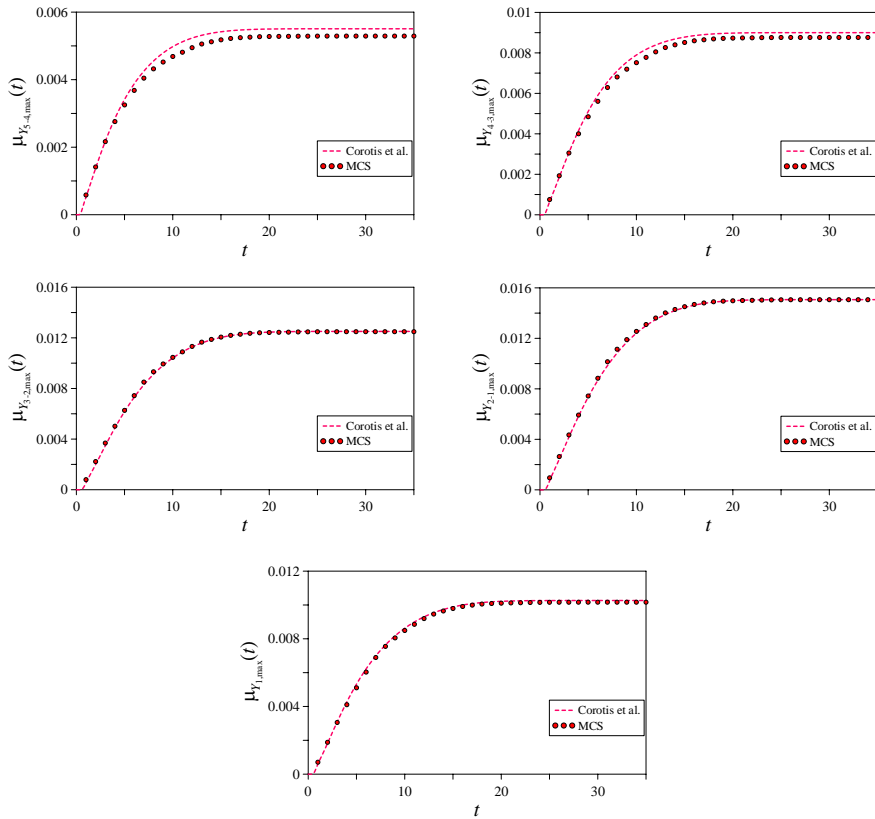 0.006
0.004
0.002
0
μY5-4,max(t)
Corotis et al.
MCS
0 10 20 30
t
0.01
0.008
0.006
0.004
0.002
0
μY4-3,max(t)
Corotis et al.
MCS
0 10 20 30
t
0.016
0.012
0.008
0.004
0
μY3-2,max(t)
Corotis et al.
MCS
0 10 20 30
t
0.016
0.012
0.008
0.004
0
μY2-1,max(t)
Corotis et al.
MCS
0 10 20 30
t
0.012
0.008
0.004
0
μY1,max(t)
Corotis et al.
MCS
0 10 20 30
t